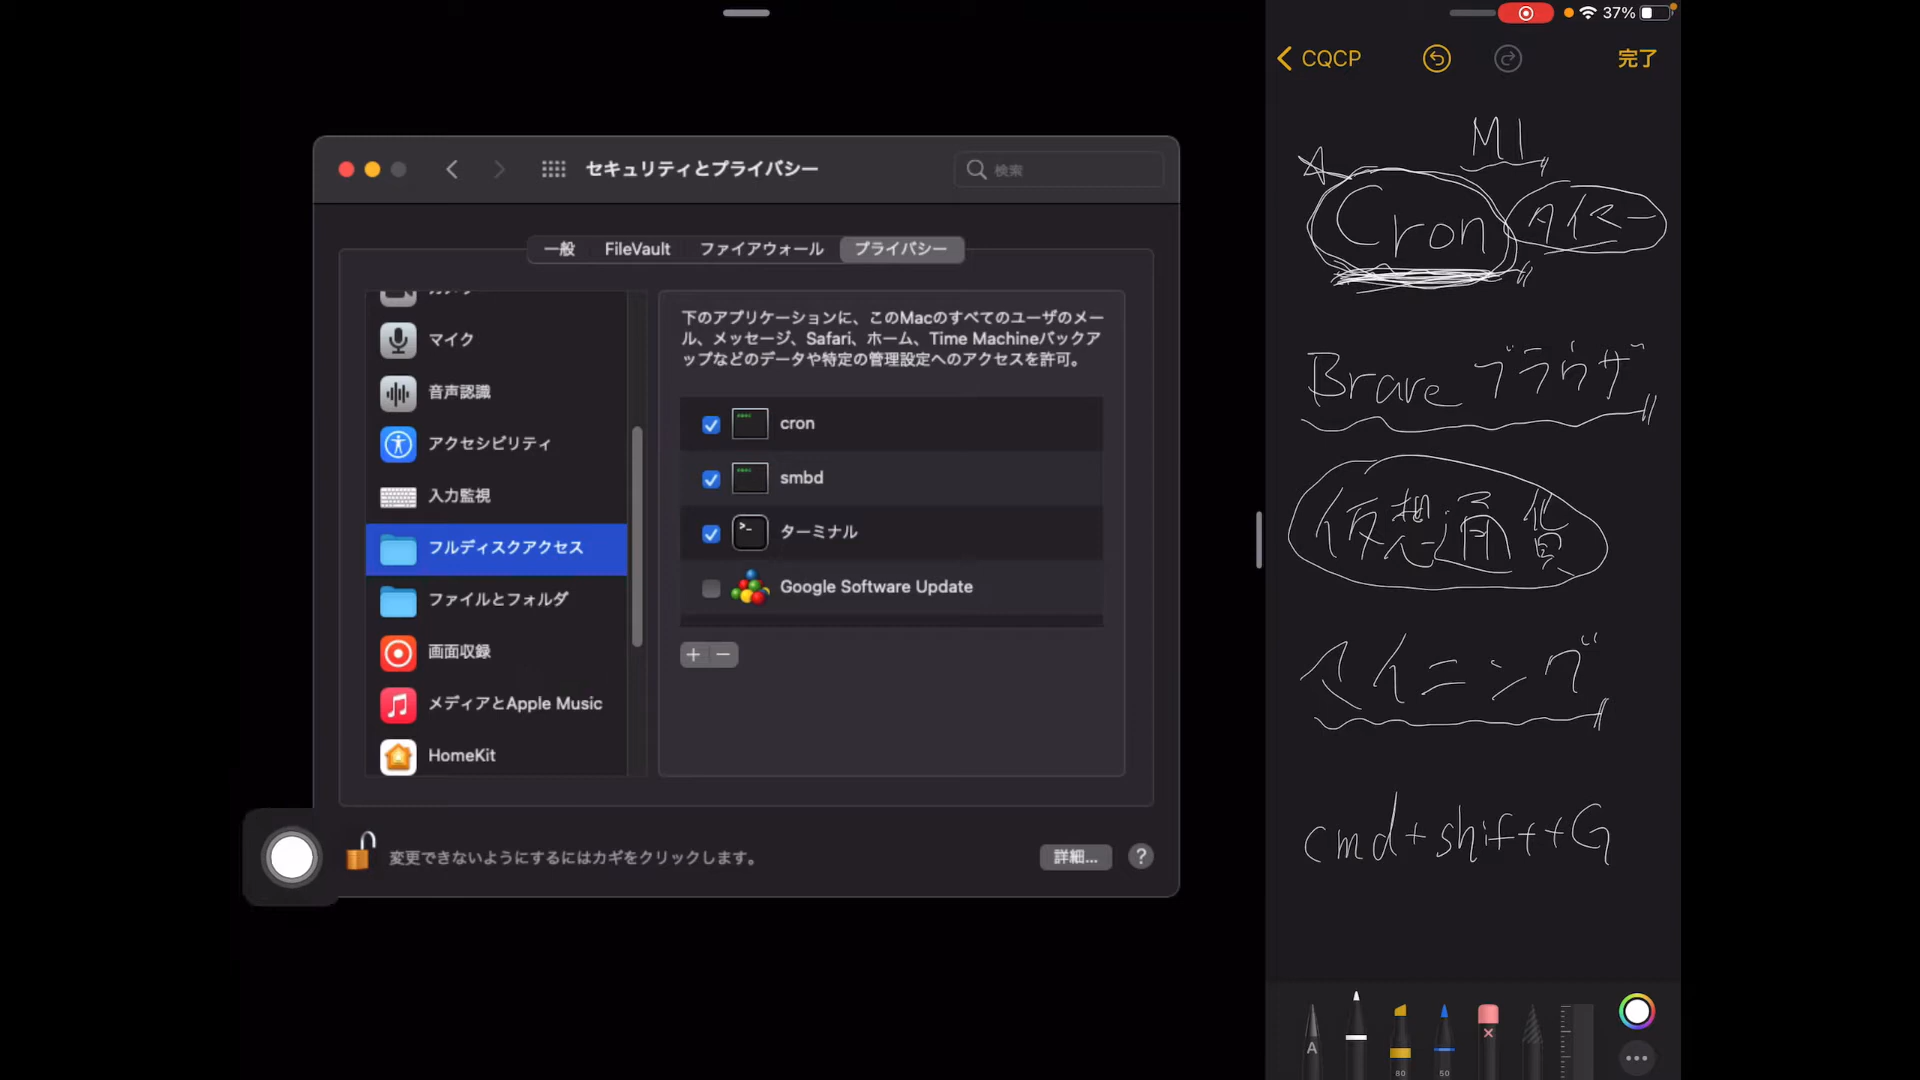 セキュリティとプライバシー
検索
一般 FileVault ファイアウォール プライバシー
マイク
音声認識
アクセシビリティ
入力監視
フルディスクアクセス
ファイルとフォルダ
画面収録
メディアとApple Music
HomeKit
下のアプリケーションに、このMacのすべてのユーザのメー
ル、メッセージ、Safari、ホーム、Time Machineバックア
ップなどのデータや特定の管理設定へのアクセスを許可。
cron
smbd
ターミナル
Google Software Update
変更できないようにするにはカギをクリックします。
詳細...
?
37%
CQCP
完了
M1
Cron
タイマー
Brave ブラウザ
仮想通貨
マイニング
cmd+shift+G
A
80
50